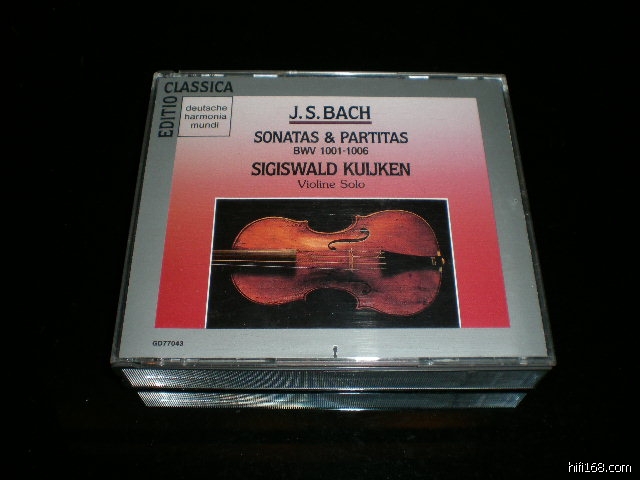 EDITIO CLASSICA
deutsche
harmonia
mundi
J.S. BACH
SONATAS & PARTITAS
BWV 1001-1006
SIGISWALD KUIJKEN
Violine Solo
GD77043
hifi168.com